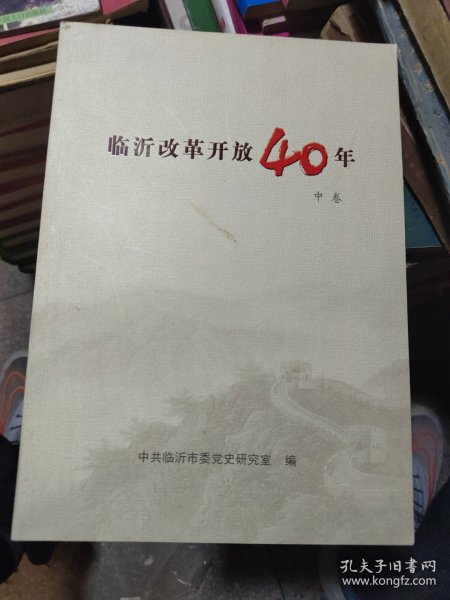 临沂改革开放40年
中卷
中共临沂市委党史研究室 编
孔夫子旧书网
www.kongfz.com